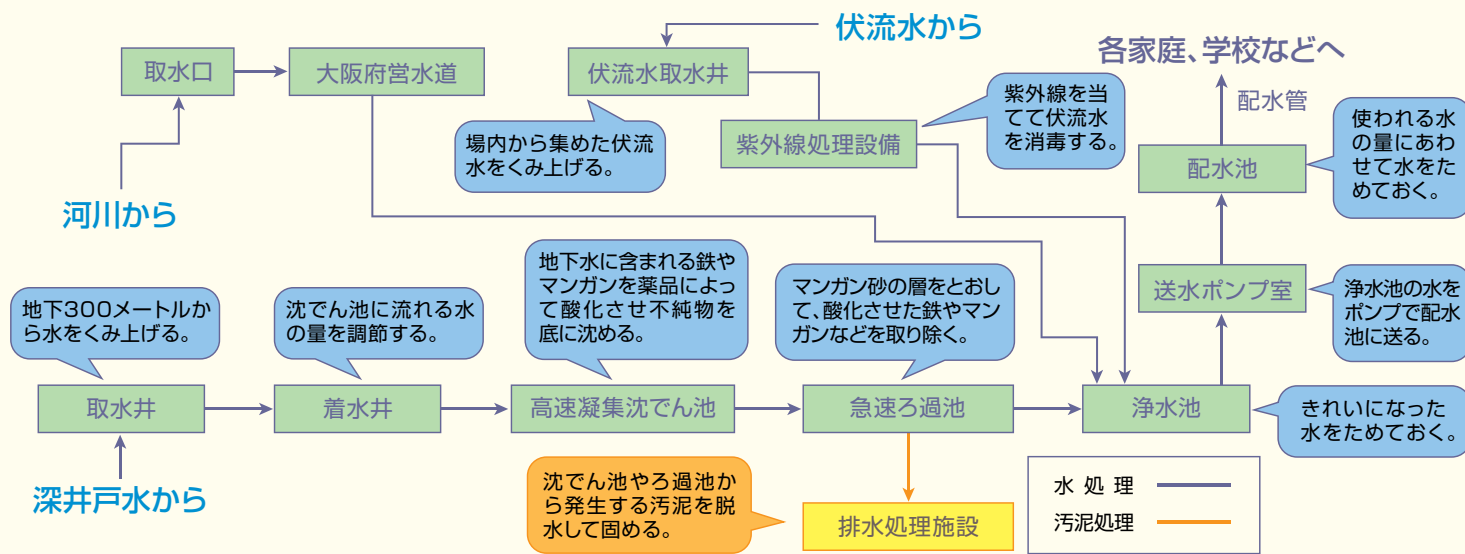 伏流水から
各家庭、学校などへ
取水口
大阪府営水道
伏流水取水井
配水管
紫外線を当
てて伏流水
を消毒する。
使われる水
の量にあわ
せて水をた
めておく。
場内から集めた伏流
水をくみ上げる。
紫外線処理設備
配水池
河川から
地下水に含まれる鉄や
マンガンを薬品によっ
て酸化させ不純物を
底に沈める。
マンガン砂の層をとおし
て、酸化させた鉄やマン
ガンなどを取り除く。
送水ポンプ室
浄水池の水を
ポンプで配水
池に送る。
地下300メートルか
ら水をくみ上げる。
沈でん池に流れる水
の量を調節する。
取水井
着水井
高速凝集沈でん池
急速ろ過池
浄水池
きれいになった
水をためておく。
深井戸水から
沈でん池やろ過池か
ら発生する汚泥を脱
水して固める。
排水処理施設
水処理
汚泥処理